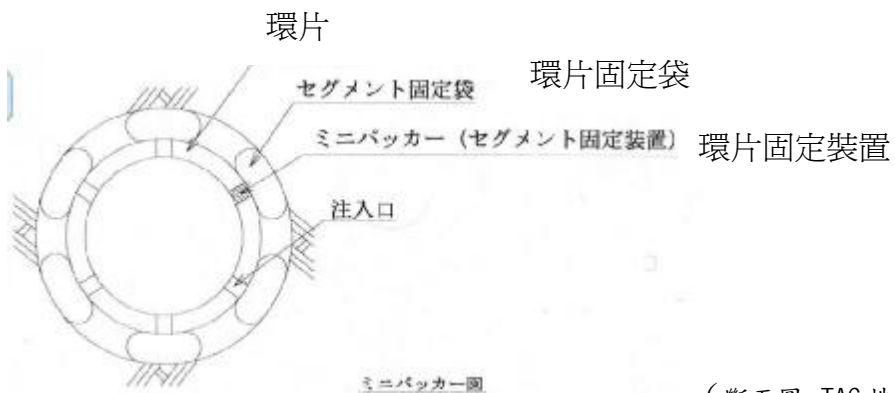 環片
セグメント固定袋
環片固定袋
ミニパッカー (セグメント固定装置)
環片固定裝置
注入口
ミニパッカー図